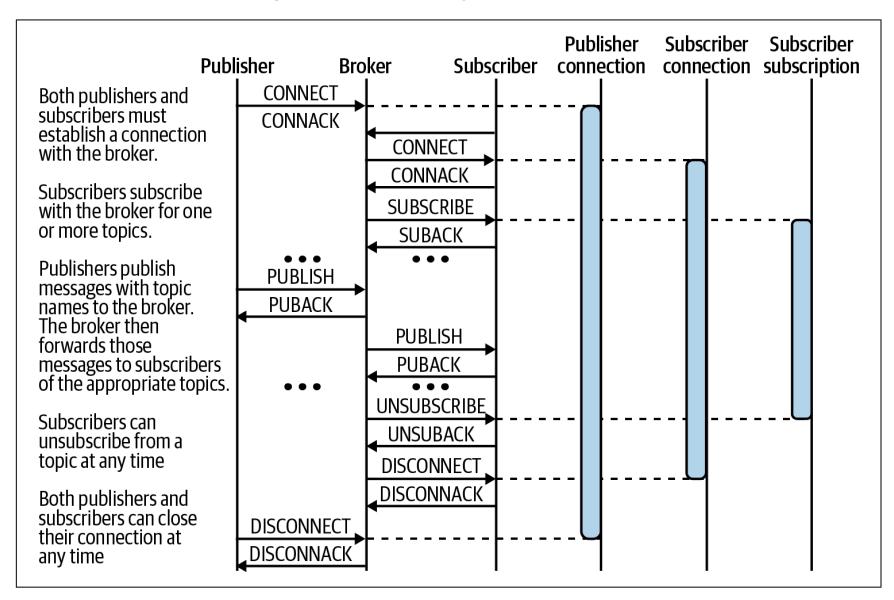 Publisher
Broker
Subscriber
Publisher
connection
Subscriber
connection
Subscriber
subscription
Both publishers and
subscribers must
establish a connection
with the broker.
CONNECT
CONNACK
CONNECT
CONNACK
Subscribers subscribe
with the broker for one
or more topics.
SUBSCRIBE
SUBACK
Publishers publish
messages with topic
names to the broker.
The broker then
forwards those
messages to subscribers
of the appropriate topics.
PUBLISH
PUBACK
PUBLISH
PUBACK
Subscribers can
unsubscribe from a
topic at any time
UNSUBSCRIBE
UNSUBACK
DISCONNECT
DISCONNACK
Both publishers and
subscribers can close
their connection at
any time
DISCONNECT
DISCONNACK